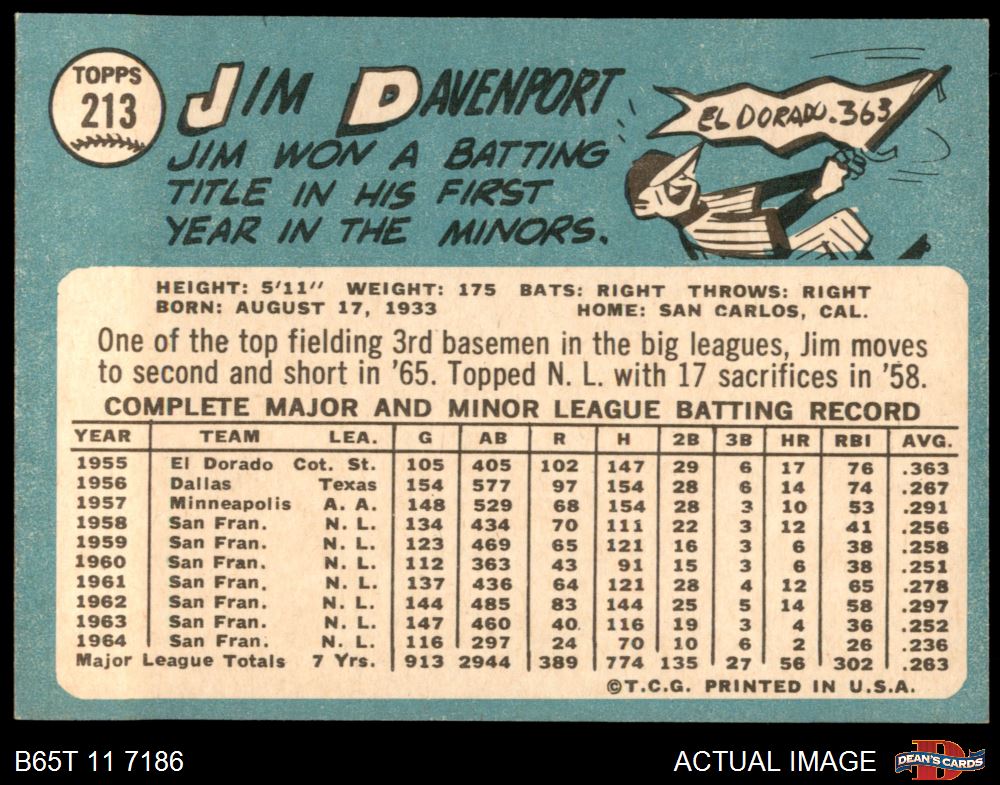 TOPPS
213
JIM DAVENPORT
JIM WON A BATTING
TITLE IN HIS FIRST
YEAR IN THE MINORS.
EL DORADO .363
HEIGHT: 5'11" WEIGHT: 175 BATS: RIGHT THROWS: RIGHT
BORN: AUGUST 17, 1933 HOME: SAN CARLOS, CAL.
One of the top fielding 3rd basemen in the big leagues, Jim moves
to second and short in '65. Topped N. L. with 17 sacrifices in '58.
COMPLETE MAJOR AND MINOR LEAGUE BATTING RECORD
YEAR TEAM LEA. G AB R H 2B 3B HR RBI AVG.
1955 El Dorado Cot. St. 105 405 102 147 29 6 17 76 .363
1956 Dallas Texas 154 577 97 154 28 6 14 74 .267
1957 Minneapolis A. A. 148 529 68 154 28 3 10 53 .291
1958 San Fran. N. L. 134 434 70 111 22 3 12 41 .256
1959 San Fran. N. L. 123 469 65 121 16 3 6 38 .258
1960 San Fran. N. L. 112 363 43 91 15 3 6 38 .251
1961 San Fran. N. L. 137 436 64 121 28 4 12 65 .278
1962 San Fran. N. L. 144 485 83 144 25 5 14 58 .297
1963 San Fran. N. L. 147 460 40 116 19 3 4 36 .252
1964 San Fran. N. L. 116 297 24 70 10 6 2 26 .236
Major League Totals 7 Yrs. 913 2944 389 774 135 27 56 302 .263
©T.C.G. PRINTED IN U.S.A.
B65T 11 7186
ACTUAL IMAGE
DEAN'S CARDS